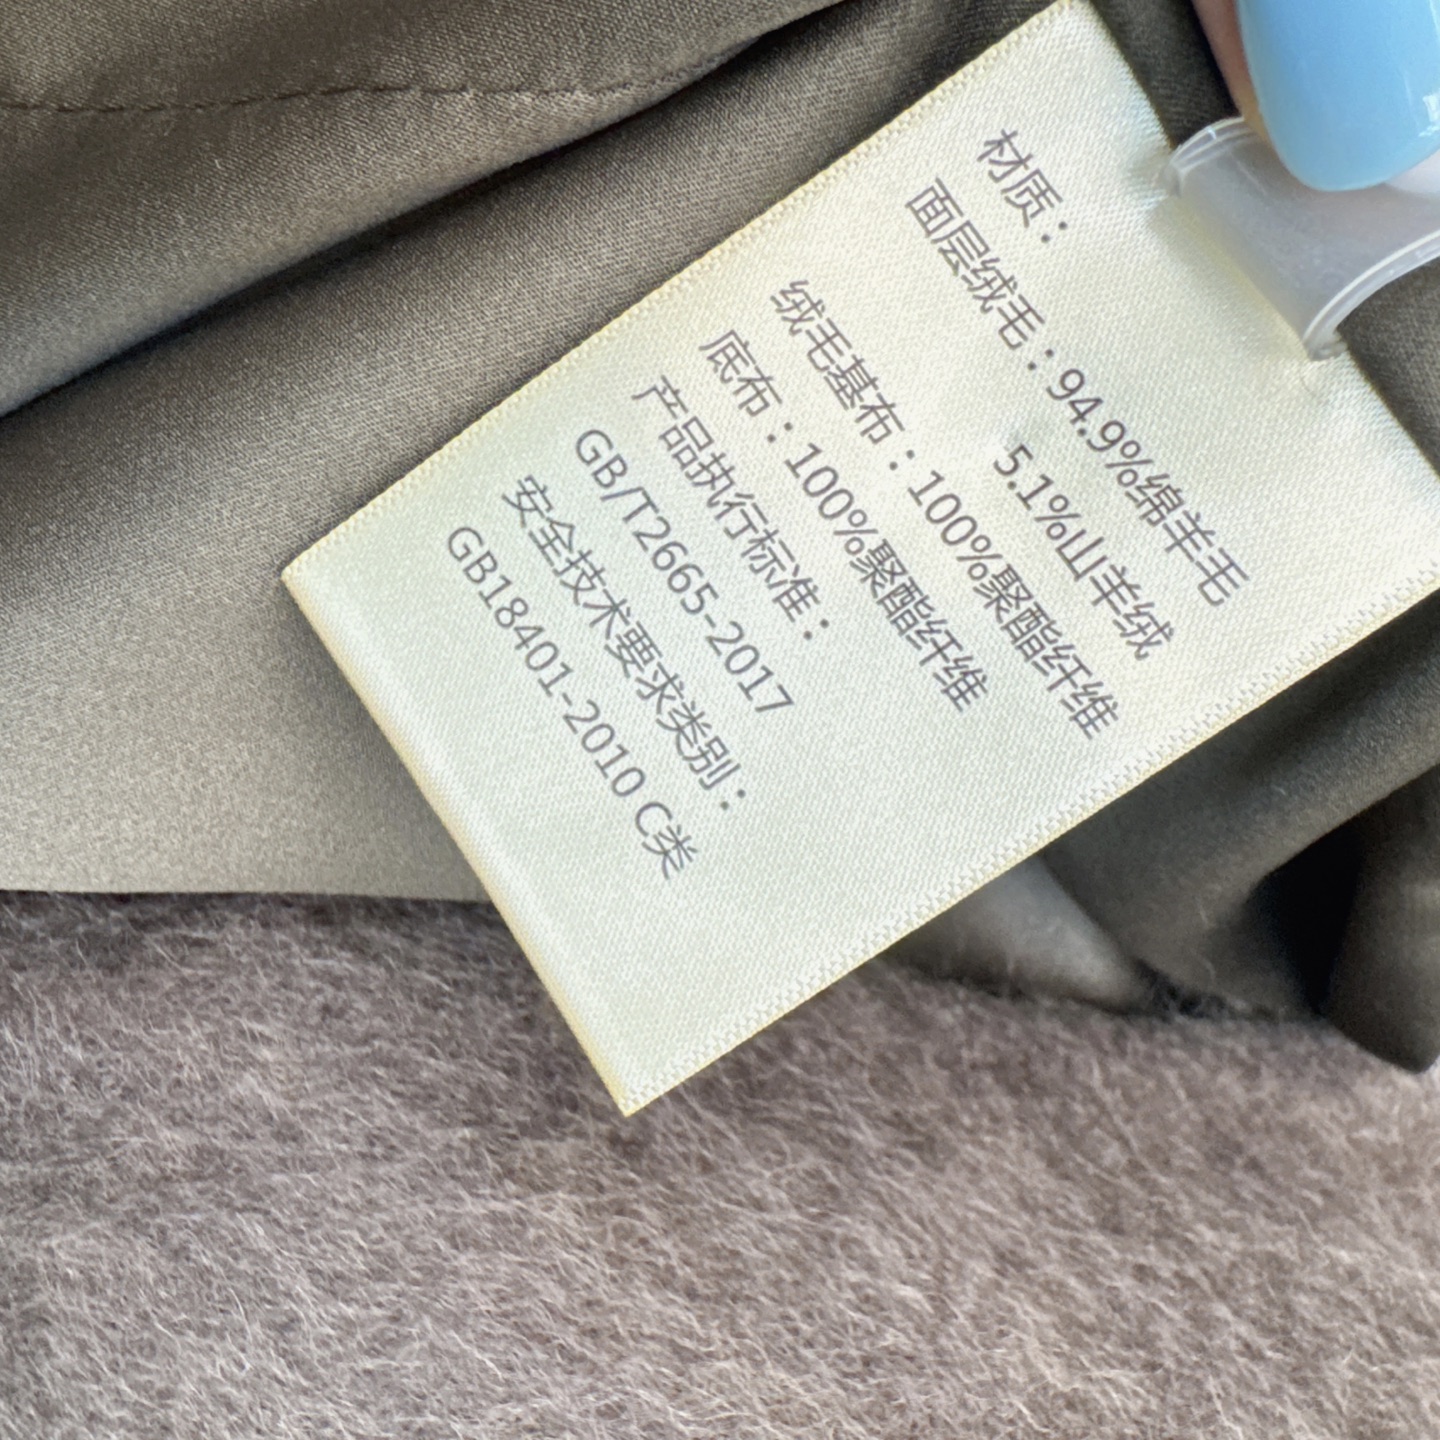 材质：
面层绒毛：94.9%绵羊毛
5.1%山羊绒
绒毛基布：100%聚酯纤维
底布：100%聚酯纤维
产品执行标准：
GB/T2665-2017
安全技术要求类别：
GB18401-2010 C类